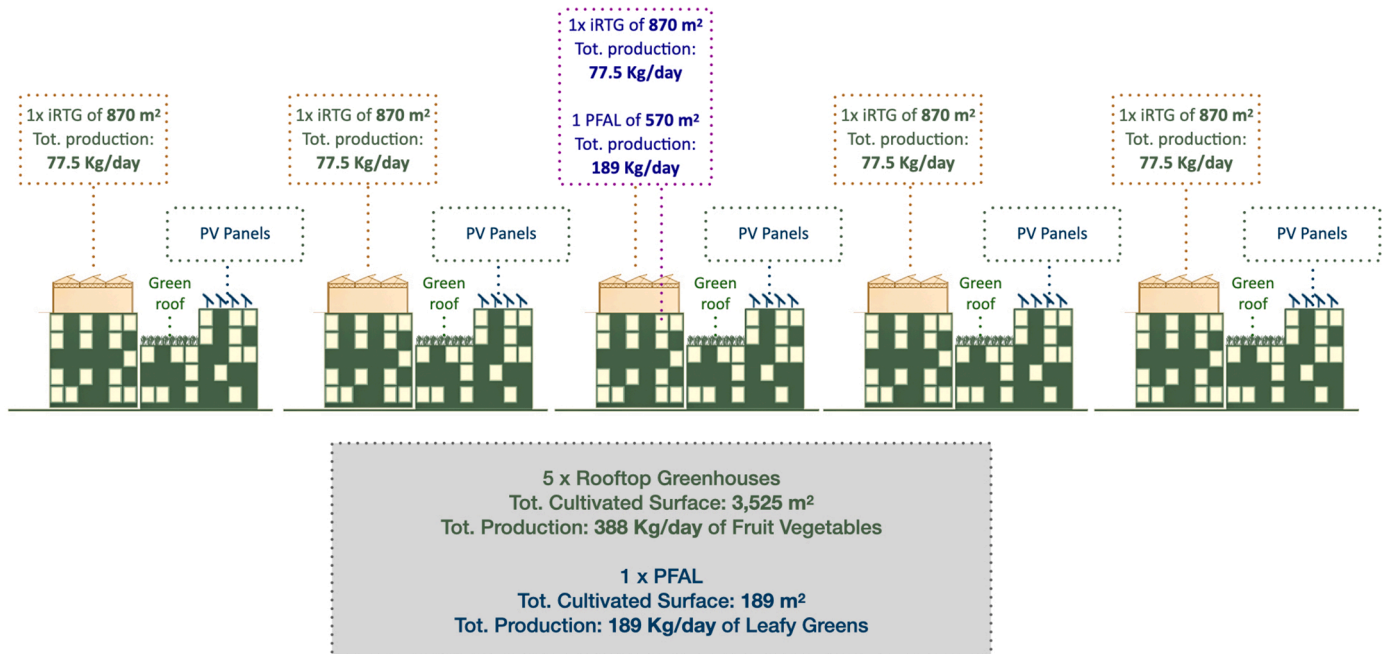 1x iRTG of 870 m²
Tot. production:
77.5 Kg/day
1 PFAL of 570 m²
Tot. production:
189 Kg/day
1x iRTG of 870 m²
Tot. production:
77.5 Kg/day
1x iRTG of 870 m²
Tot. production:
77.5 Kg/day
1x iRTG of 870 m²
Tot. production:
77.5 Kg/day
1x iRTG of 870 m²
Tot. production:
77.5 Kg/day
PV Panels
PV Panels
PV Panels
PV Panels
PV Panels
Green
roof
Green
roof
Green
roof
Green
roof
Green
roof
5 x Rooftop Greenhouses
Tot. Cultivated Surface: 3,525 m²
Tot. Production: 388 Kg/day of Fruit Vegetables
1 x PFAL
Tot. Cultivated Surface: 189 m²
Tot. Production: 189 Kg/day of Leafy Greens